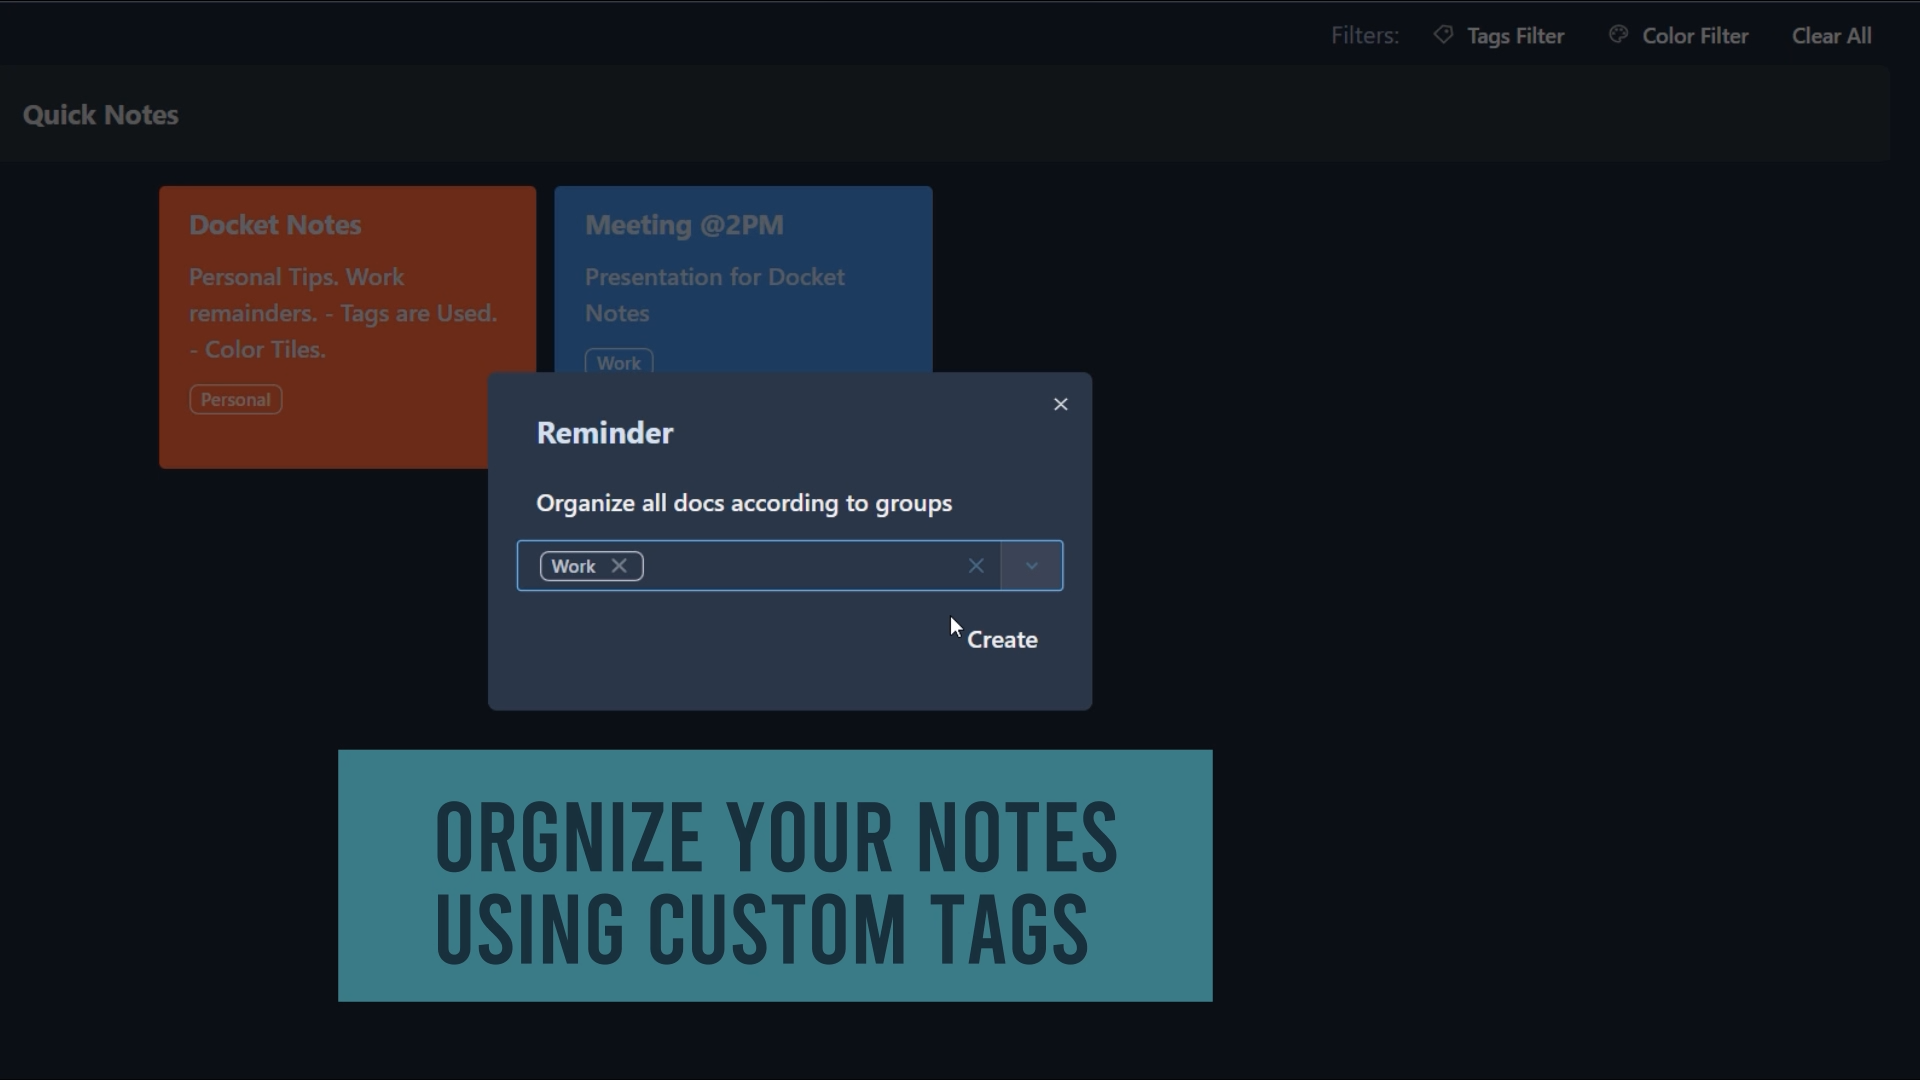 Filters: Tags Filter Color Filter Clear All
Quick Notes
Docket Notes
Personal Tips. Work
remainders. - Tags are Used.
- Color Tiles.
Personal
Meeting @2PM
Presentation for Docket
Notes
Work
Reminder
Organize all docs according to groups
Work
Create
ORGNIZE YOUR NOTES
USING CUSTOM TAGS